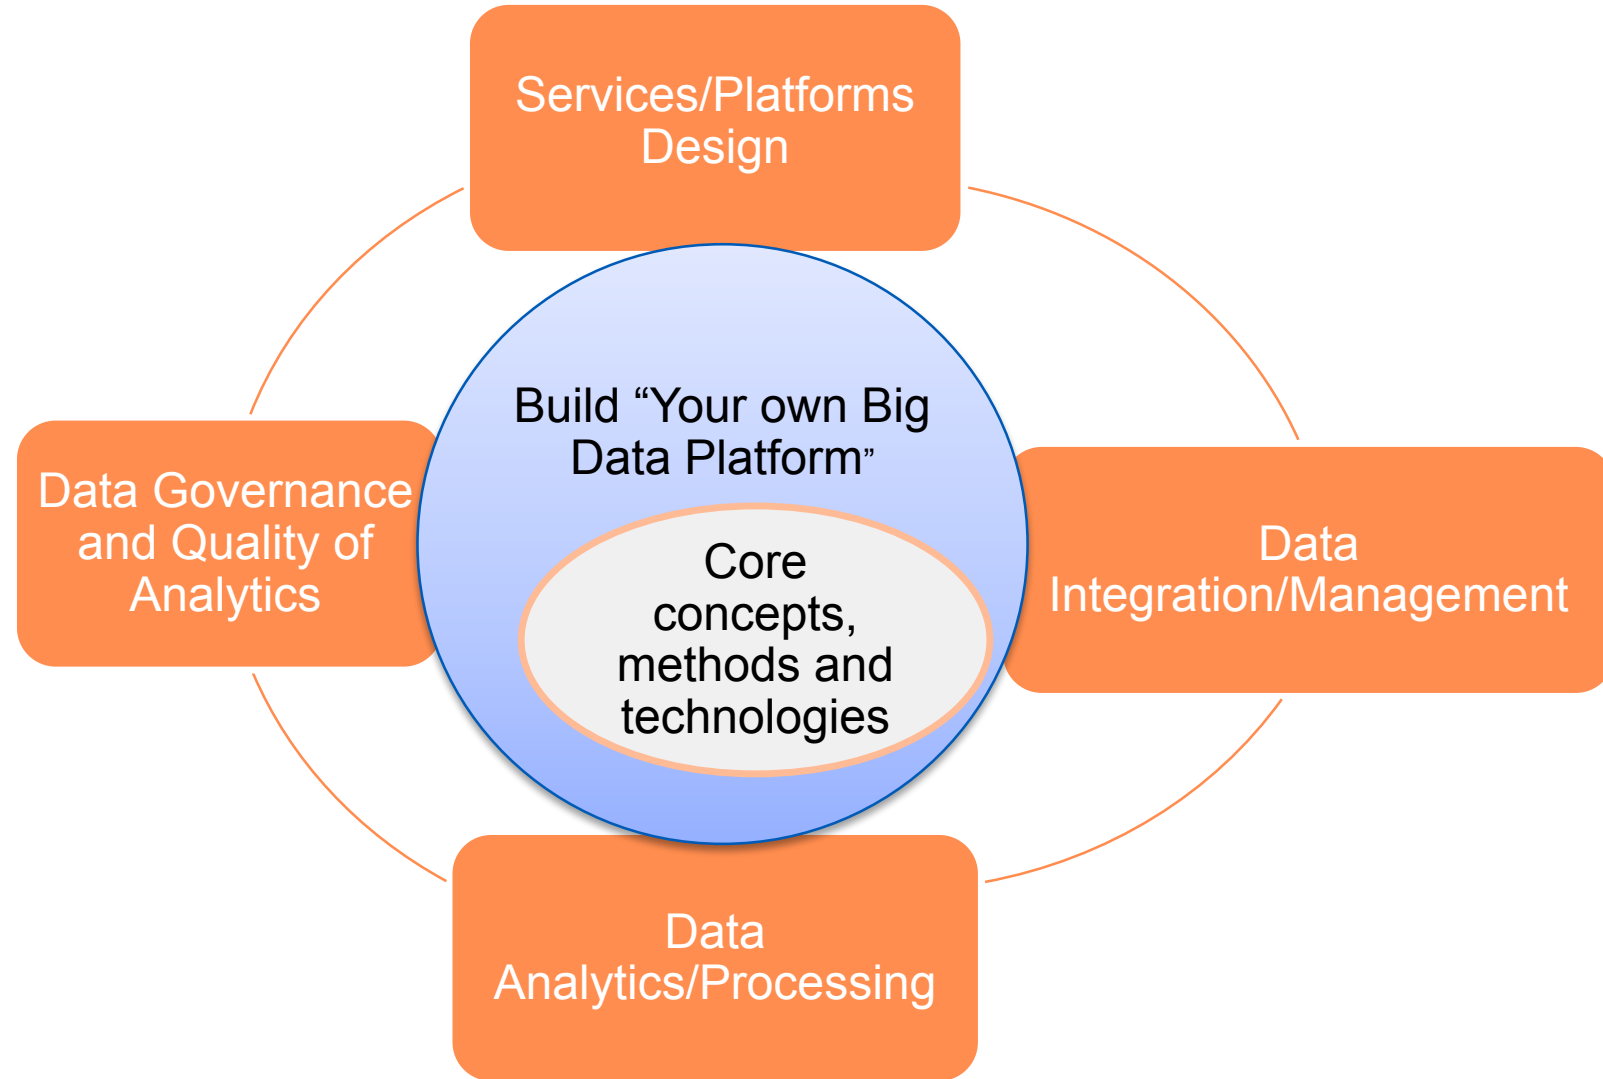 Services/Platforms
Design
Build “Your own Big
Data Platform”
Data Governance
and Quality of
Analytics
Core
concepts,
methods and
technologies
Data
Integration/Management
Data
Analytics/Processing